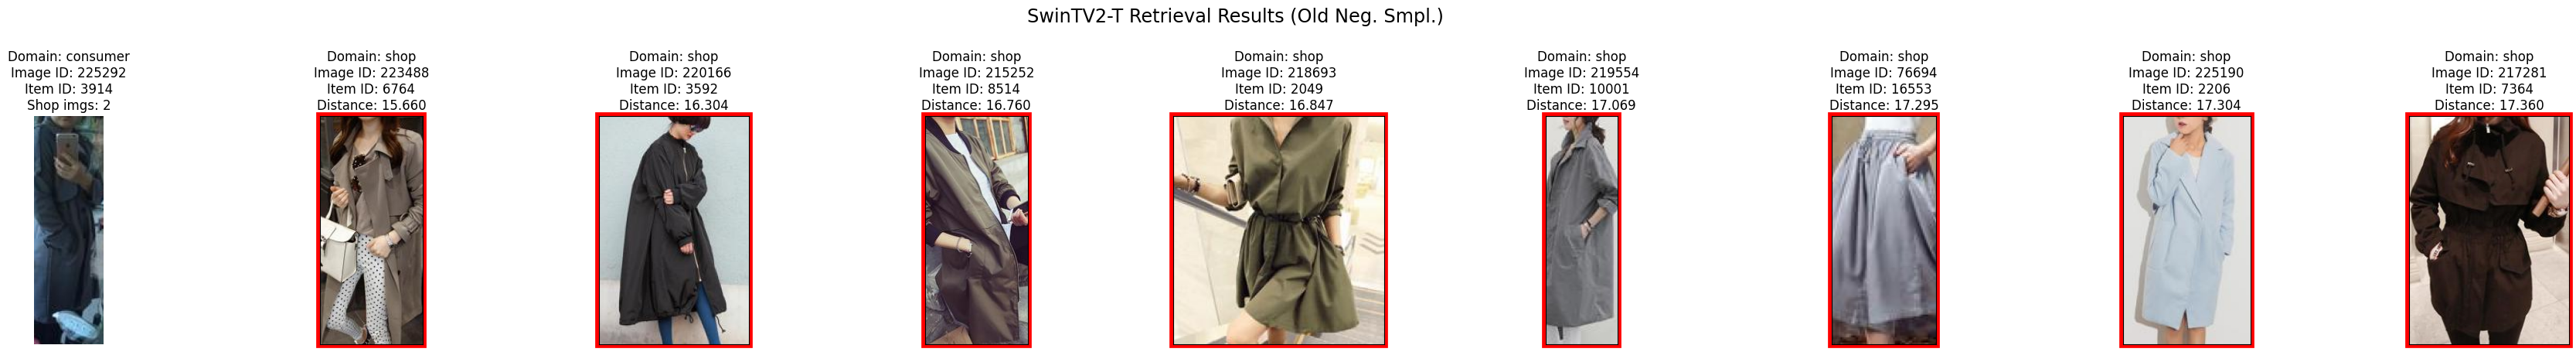 SwinTV2-T Retrieval Results (Old Neg. Smpl.)
Domain: consumer
Image ID: 225292
Item ID: 3914
Shop imgs: 2
Domain: shop
Image ID: 223488
Item ID: 6764
Distance: 15.660
Domain: shop
Image ID: 220166
Item ID: 3592
Distance: 16.304
Domain: shop
Image ID: 215252
Item ID: 8514
Distance: 16.760
Domain: shop
Image ID: 218693
Item ID: 2049
Distance: 16.847
Domain: shop
Image ID: 219554
Item ID: 10001
Distance: 17.069
Domain: shop
Image ID: 76694
Item ID: 16553
Distance: 17.295
Domain: shop
Image ID: 225190
Item ID: 2206
Distance: 17.304
Domain: shop
Image ID: 217281
Item ID: 7364
Distance: 17.360